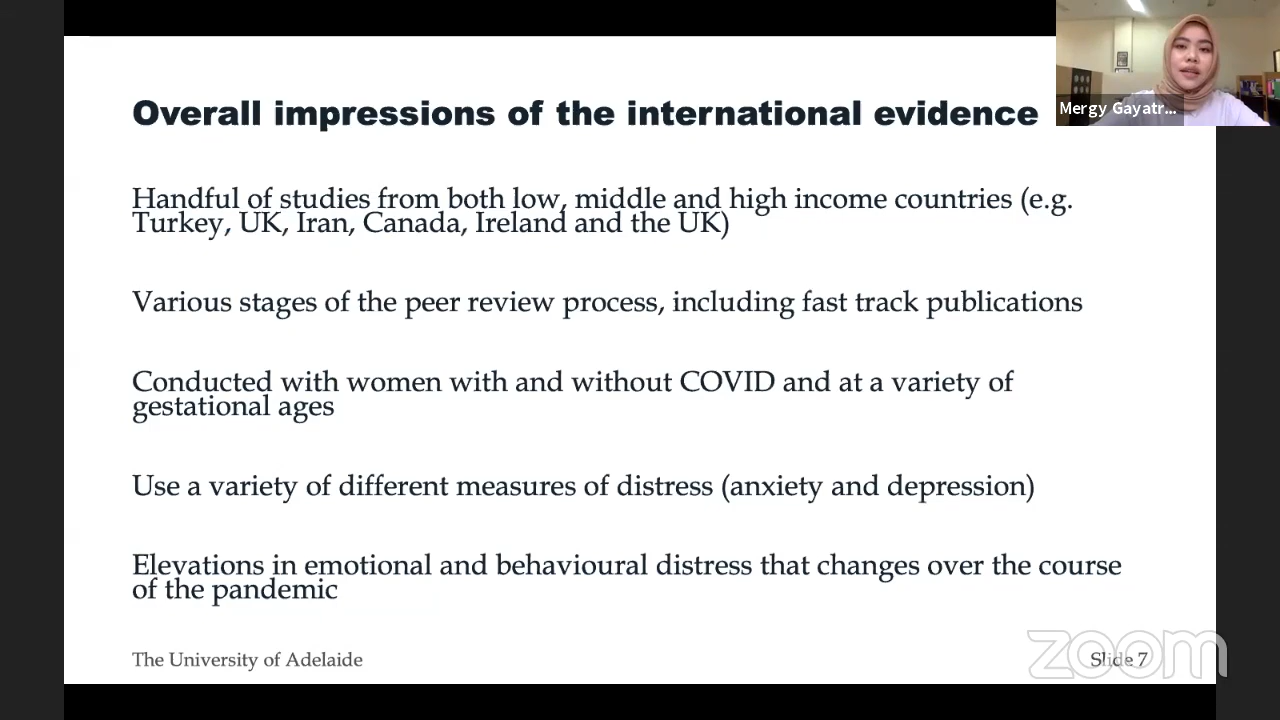 Overall impressions of the international evidence
Mergy Gayatr...
Handful of studies from both low, middle and high income countries (e.g.
Turkey, UK, Iran, Canada, Ireland and the UK)
Various stages of the peer review process, including fast track publications
Conducted with women with and without COVID and at a variety of
gestational ages
Use a variety of different measures of distress (anxiety and depression)
Elevations in emotional and behavioural distress that changes over the course
of the pandemic
The University of Adelaide
Slide 7
zoom